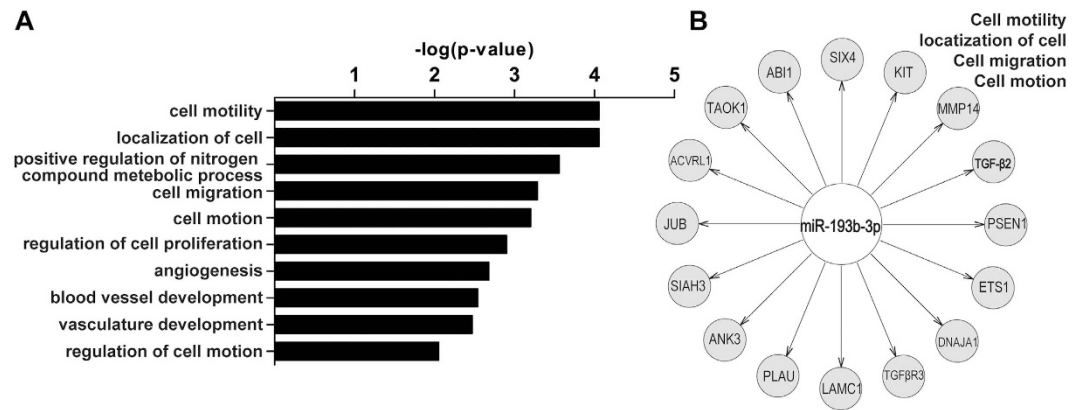 A
-log(p-value)
1 2 3 4 5
cell motility
localization of cell
positive regulation of nitrogen
compound metebolic process
cell migration
cell motion
regulation of cell proliferation
angiogenesis
blood vessel development
vasculature development
regulation of cell motion
B
Cell motility
locatization of cell
Cell migration
Cell motion
SIX4
KIT
MMP14
TGF-β2
PSEN1
ETS1
DNAJA1
TGFβR3
LAMC1
PLAU
ANK3
SIAH3
JUB
ACVRL1
TAOK1
ABI1
miR-193b-3p